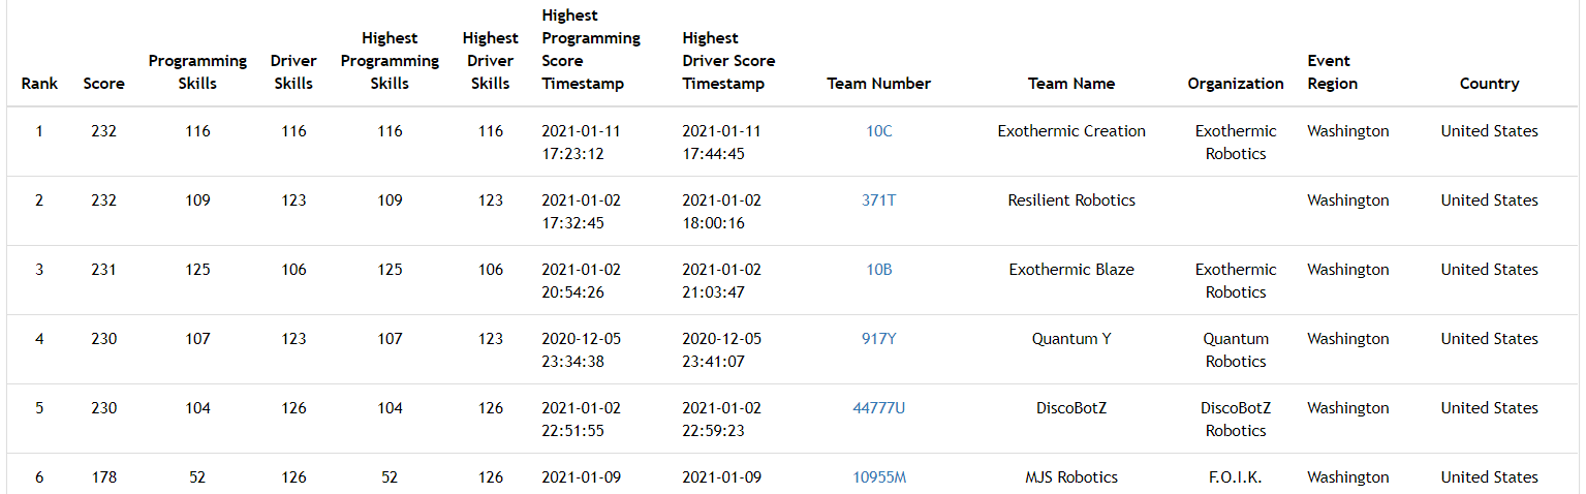 Rank Score Programming Skills Driver Skills Highest Programming Skills Highest Driver Skills Highest Programming Score Timestamp Highest Driver Score Timestamp Team Number Team Name Organization Event Region Country
1 232 116 116 116 116 2021-01-11 17:23:12 2021-01-11 17:44:45 10C Exothermic Creation Exothermic Robotics Washington United States
2 232 109 123 109 123 2021-01-02 17:32:45 2021-01-02 18:00:16 371T Resilient Robotics Washington United States
3 231 125 106 125 106 2021-01-02 20:54:26 2021-01-02 21:03:47 10B Exothermic Blaze Exothermic Robotics Washington United States
4 230 107 123 107 123 2020-12-05 23:34:38 2020-12-05 23:41:07 917Y Quantum Y Quantum Robotics Washington United States
5 230 104 126 104 126 2021-01-02 22:51:55 2021-01-02 22:59:23 44777U DiscoBotZ DiscoBotZ Robotics Washington United States
6 178 52 126 52 126 2021-01-09 2021-01-09 10955M MJS Robotics F.O.I.K. Washington United States